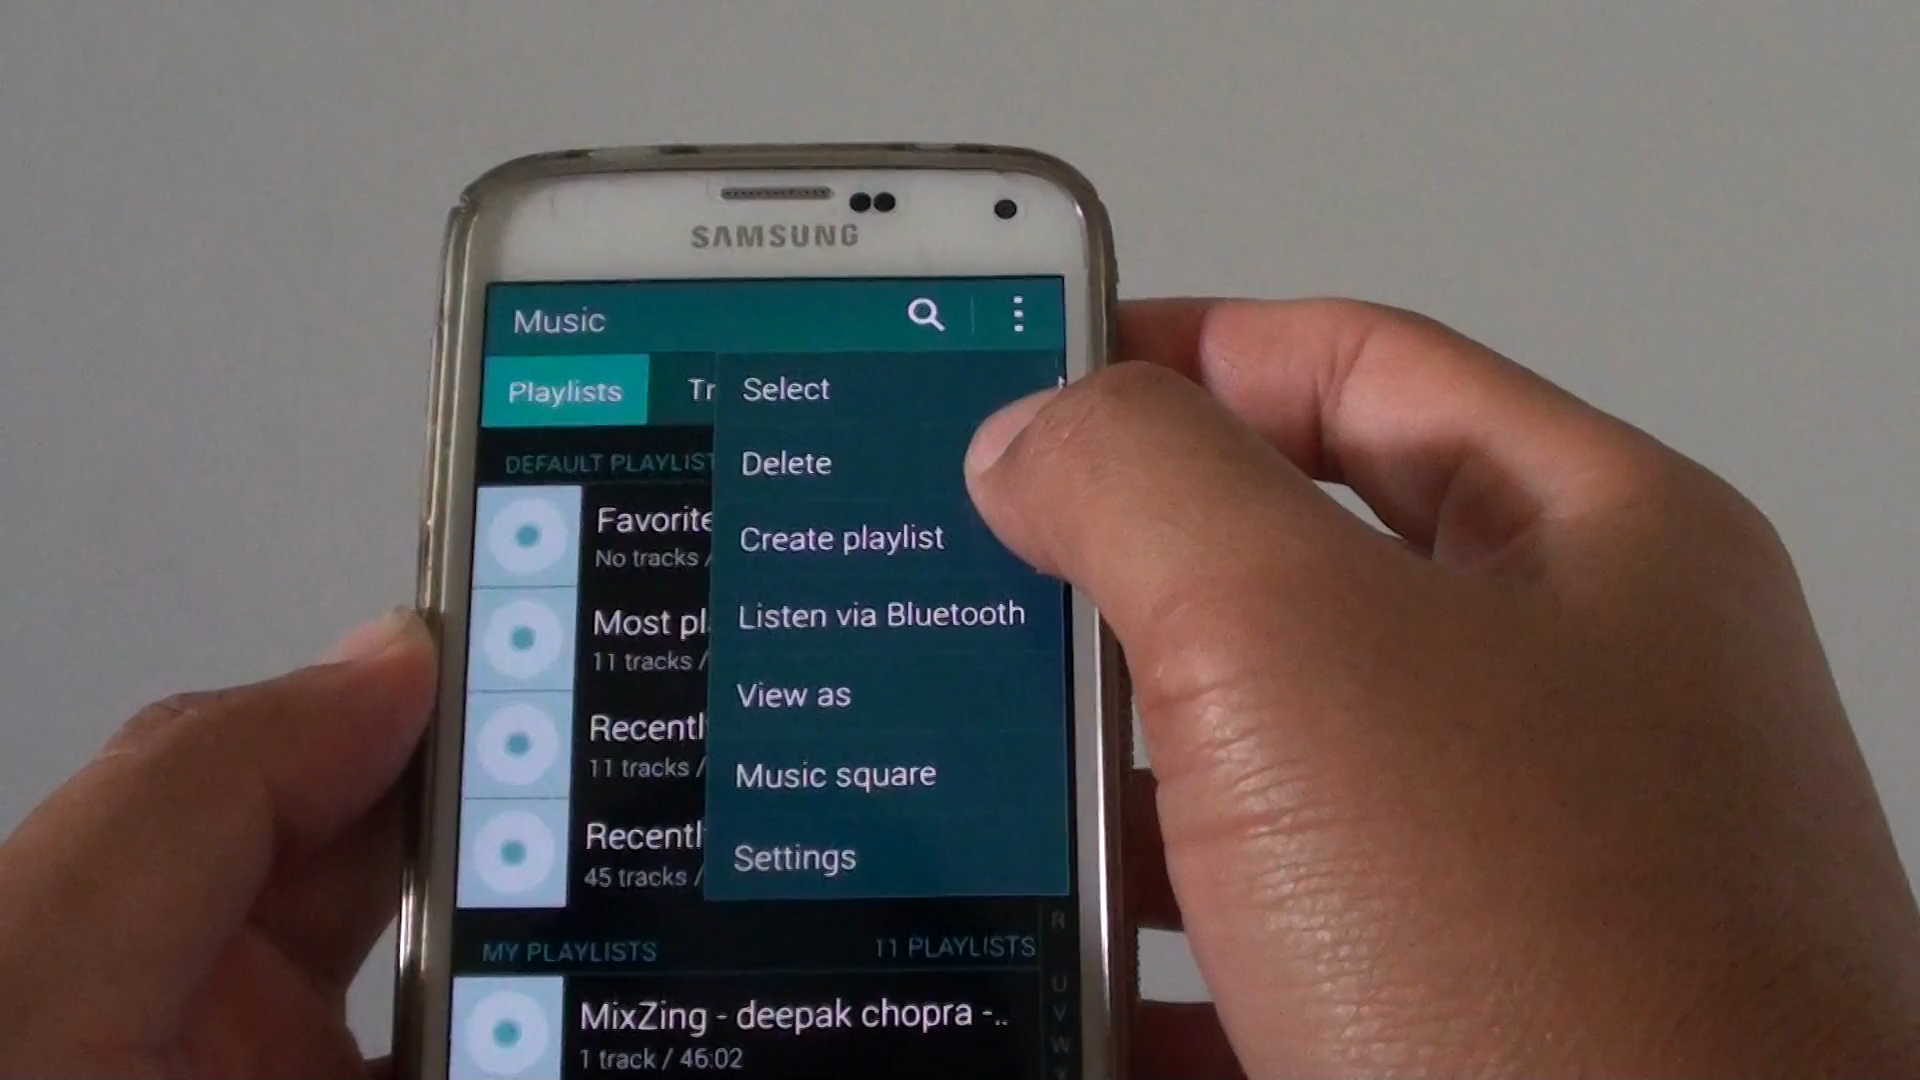 SAMSUNG
Music
Playlists
Tr
Select
DEFAULT PLAYLIST
Delete
Favorite
No tracks /
Create playlist
Most pl
11 tracks /
Listen via Bluetooth
Recentl
11 tracks /
View as
Music square
Recentl
45 tracks /
Settings
MY PLAYLISTS
11 PLAYLISTS
R
U
V
W
MixZing - deepak chopra -..
1 track / 46:02